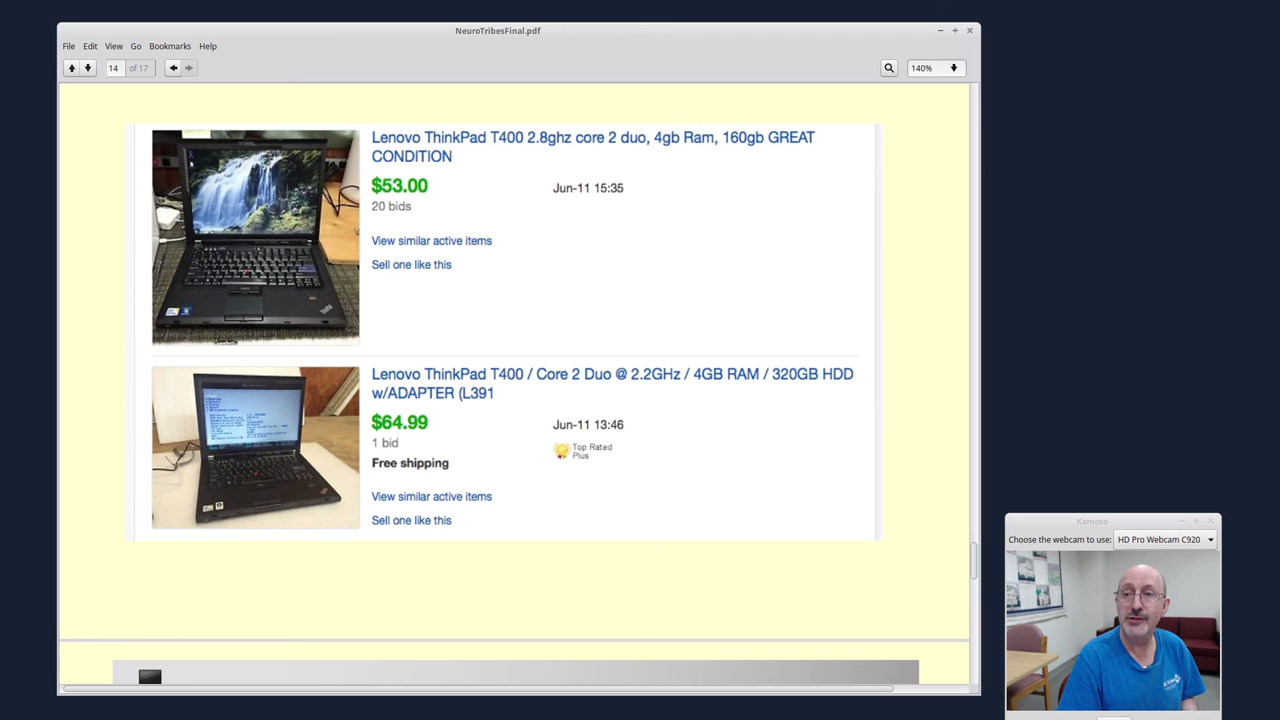 NeuroTribesFinal.pdf
File Edit View Go Bookmarks Help
14 of 17
140%
Lenovo ThinkPad T400 2.8ghz core 2 duo, 4gb Ram, 160gb GREAT
CONDITION
$53.00
Jun-11 15:35
20 bids
View similar active items
Sell one like this
Lenovo ThinkPad T400 / Core 2 Duo @ 2.2GHz / 4GB RAM / 320GB HDD
w/ADAPTER (L391
$64.99
Jun-11 13:46
1 bid
Top Rated
Plus
Free shipping
View similar active items
Sell one like this
Kamoso
Choose the webcam to use: HD Pro Webcam C920